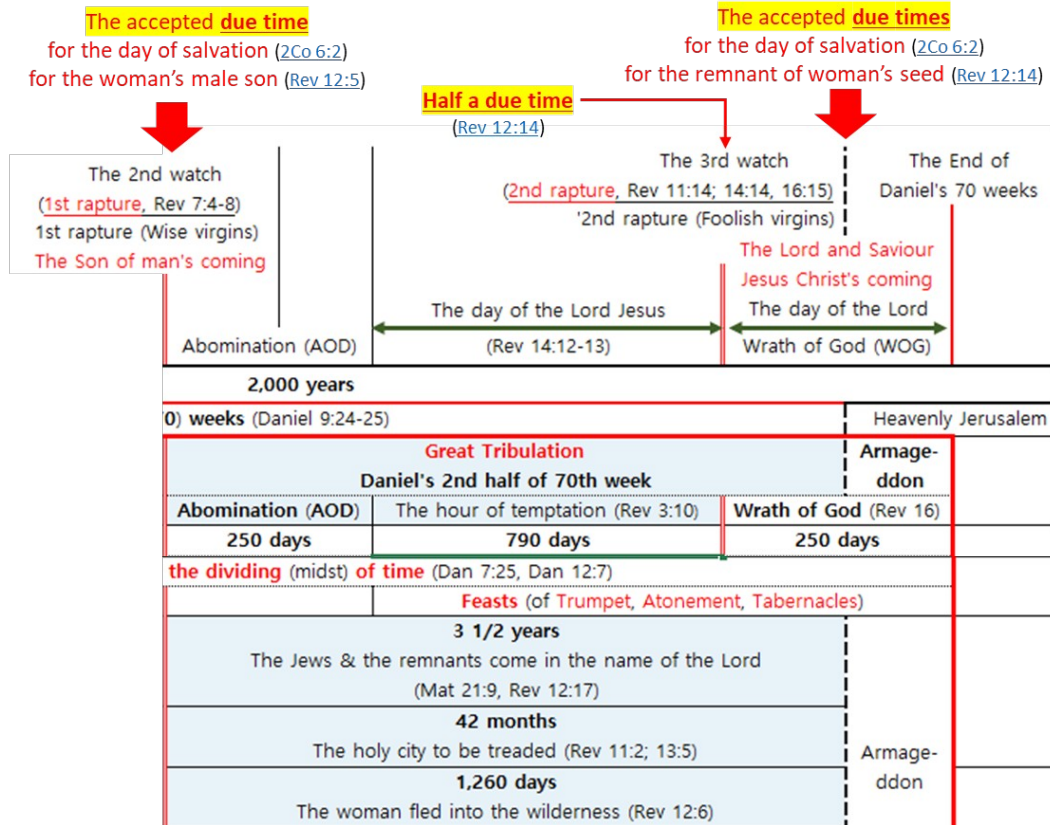 The accepted due time
for the day of salvation (2Co 6:2)
for the woman's male son (Rev 12:5)
The accepted due times
for the day of salvation (2Co 6:2)
for the remnant of woman's seed (Rev 12:14)
Half a due time
(Rev 12:14)
The 2nd watch
(1st rapture, Rev 7:4-8)
1st rapture (Wise virgins)
The Son of man's coming
The 3rd watch
(2nd rapture, Rev 11:14; 14:14, 16:15)
'2nd rapture (Foolish virgins)
The End of
Daniel's 70 weeks
The Lord and Saviour
Jesus Christ's coming
Abomination (AOD)
The day of the Lord Jesus
(Rev 14:12-13)
The day of the Lord
Wrath of God (WOG)
2,000 years
0) weeks (Daniel 9:24-25)
Heavenly Jerusalem
Great Tribulation
Daniel's 2nd half of 70th week
Armage-
ddon
Abomination (AOD)
The hour of temptation (Rev 3:10)
Wrath of God (Rev 16)
250 days
790 days
250 days
the dividing (midst) of time (Dan 7:25, Dan 12:7)
Feasts (of Trumpet, Atonement, Tabernacles)
3 1/2 years
The Jews & the remnants come in the name of the Lord
(Mat 21:9, Rev 12:17)
42 months
The holy city to be treaded (Rev 11:2; 13:5)
1,260 days
The woman fled into the wilderness (Rev 12:6)
Armage-
ddon